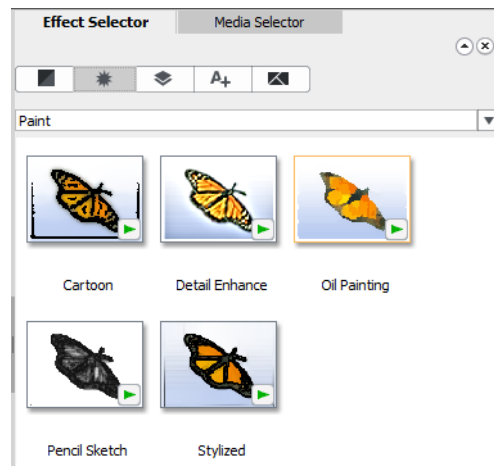 Effect Selector
Media Selector
A+
Paint
Cartoon
Detail Enhance
Oil Painting
Pencil Sketch
Stylized